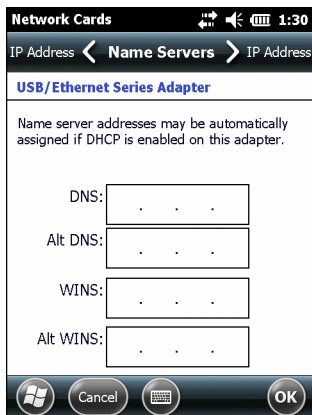 Network Cards 1:30
IP Address Name Servers IP Address
USB/Ethernet Series Adapter
Name server addresses may be automatically
assigned if DHCP is enabled on this adapter.
DNS: . . .
Alt DNS: . . .
WINS: . . .
Alt WINS: . . .
Cancel OK